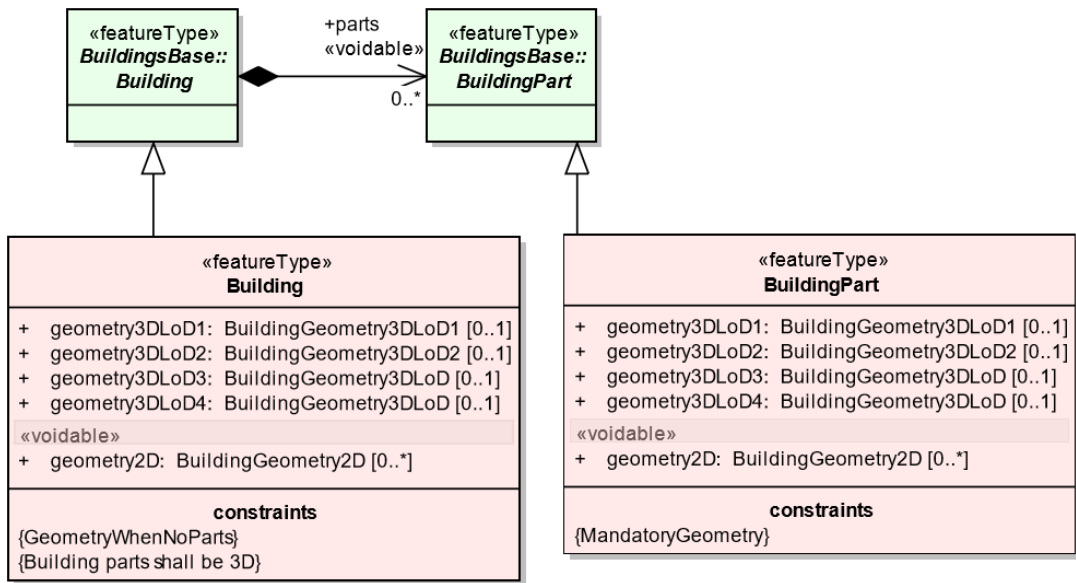 «featureType»
BuildingsBase::
Building
+parts
«voidable»
0..*
«featureType»
BuildingsBase::
BuildingPart
«featureType»
Building
+ geometry3DLoD1: BuildingGeometry3DLoD1 [0..1]
+ geometry3DLoD2: BuildingGeometry3DLoD2 [0..1]
+ geometry3DLoD3: BuildingGeometry3DLoD [0..1]
+ geometry3DLoD4: BuildingGeometry3DLoD [0..1]
«voidable»
+ geometry2D: BuildingGeometry2D [0..*]
constraints
{GeometryWhenNoParts}
{Building parts shall be 3D}
«featureType»
BuildingPart
+ geometry3DLoD1: BuildingGeometry3DLoD1 [0..1]
+ geometry3DLoD2: BuildingGeometry3DLoD2 [0..1]
+ geometry3DLoD3: BuildingGeometry3DLoD [0..1]
+ geometry3DLoD4: BuildingGeometry3DLoD [0..1]
«voidable»
+ geometry2D: BuildingGeometry2D [0..*]
constraints
{MandatoryGeometry}